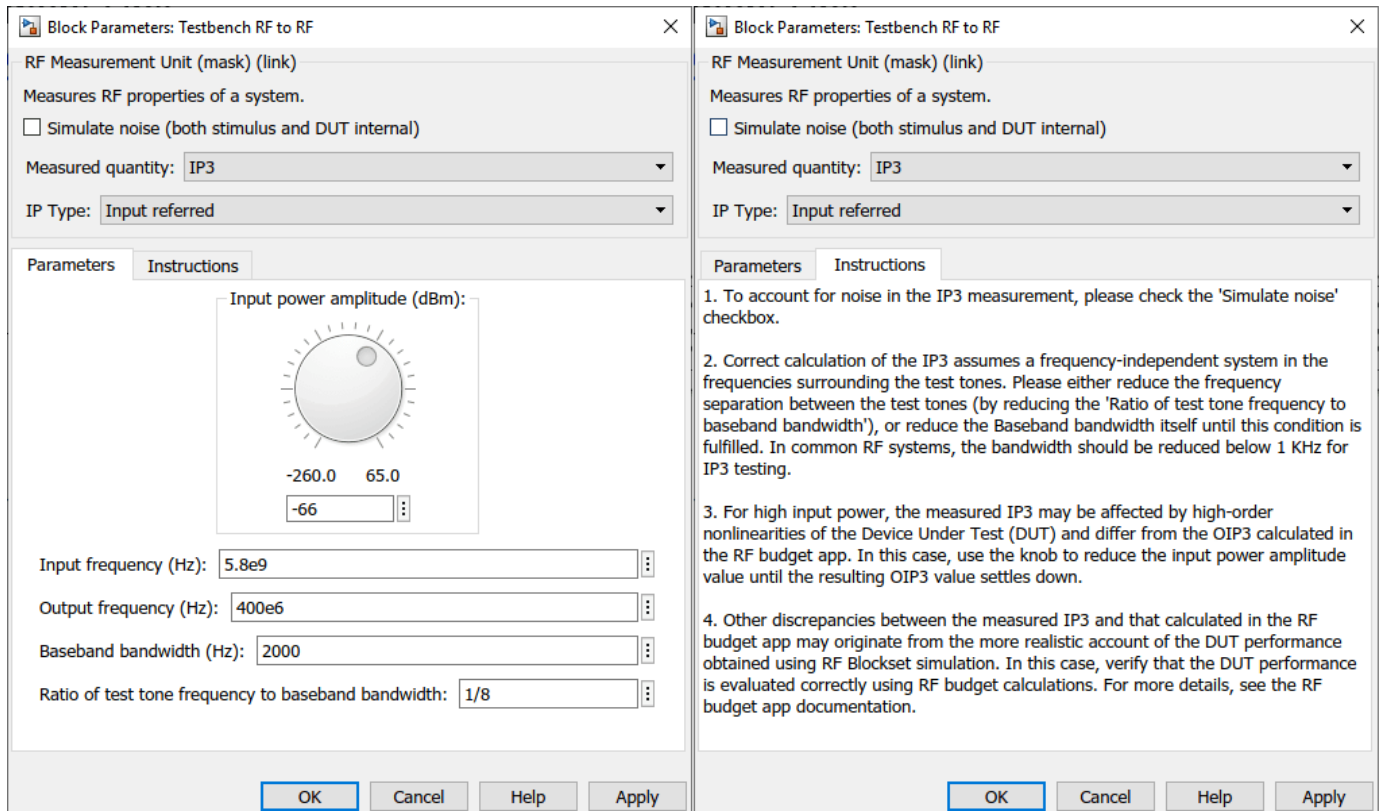 Block Parameters: Testbench RF to RF
RF Measurement Unit (mask) (link)
Measures RF properties of a system.
Simulate noise (both stimulus and DUT internal)
Measured quantity: IP3
IP Type: Input referred
Parameters Instructions
Input power amplitude (dBm):
-260.0 65.0
-66
Input frequency (Hz): 5.8e9
Output frequency (Hz): 400e6
Baseband bandwidth (Hz): 2000
Ratio of test tone frequency to baseband bandwidth: 1/8
OK Cancel Help Apply
Block Parameters: Testbench RF to RF
RF Measurement Unit (mask) (link)
Measures RF properties of a system.
Simulate noise (both stimulus and DUT internal)
Measured quantity: IP3
IP Type: Input referred
Parameters Instructions
1. To account for noise in the IP3 measurement, please check the 'Simulate noise'
checkbox.
2. Correct calculation of the IP3 assumes a frequency-independent system in the
frequencies surrounding the test tones. Please either reduce the frequency
separation between the test tones (by reducing the 'Ratio of test tone frequency to
baseband bandwidth'), or reduce the Baseband bandwidth itself until this condition is
fulfilled. In common RF systems, the bandwidth should be reduced below 1 KHz for
IP3 testing.
3. For high input power, the measured IP3 may be affected by high-order
nonlinearities of the Device Under Test (DUT) and differ from the OIP3 calculated in
the RF budget app. In this case, use the knob to reduce the input power amplitude
value until the resulting OIP3 value settles down.
4. Other discrepancies between the measured IP3 and that calculated in the RF
budget app may originate from the more realistic account of the DUT performance
obtained using RF Blockset simulation. In this case, verify that the DUT performance
is evaluated correctly using RF budget calculations. For more details, see the RF
budget app documentation.
OK Cancel Help Apply